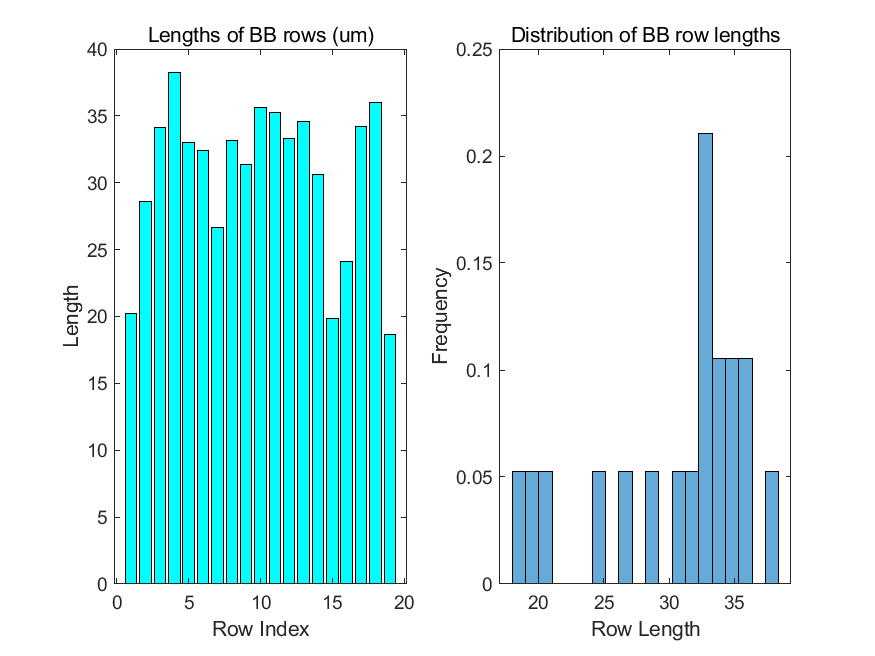 Lengths of BB rows (um)
40
35
30
25
20
15
10
5
0
Length
0 5 10 15 20
Row Index
Distribution of BB row lengths
0.25
0.2
0.15
0.1
0.05
0
Frequency
20 25 30 35
Row Length